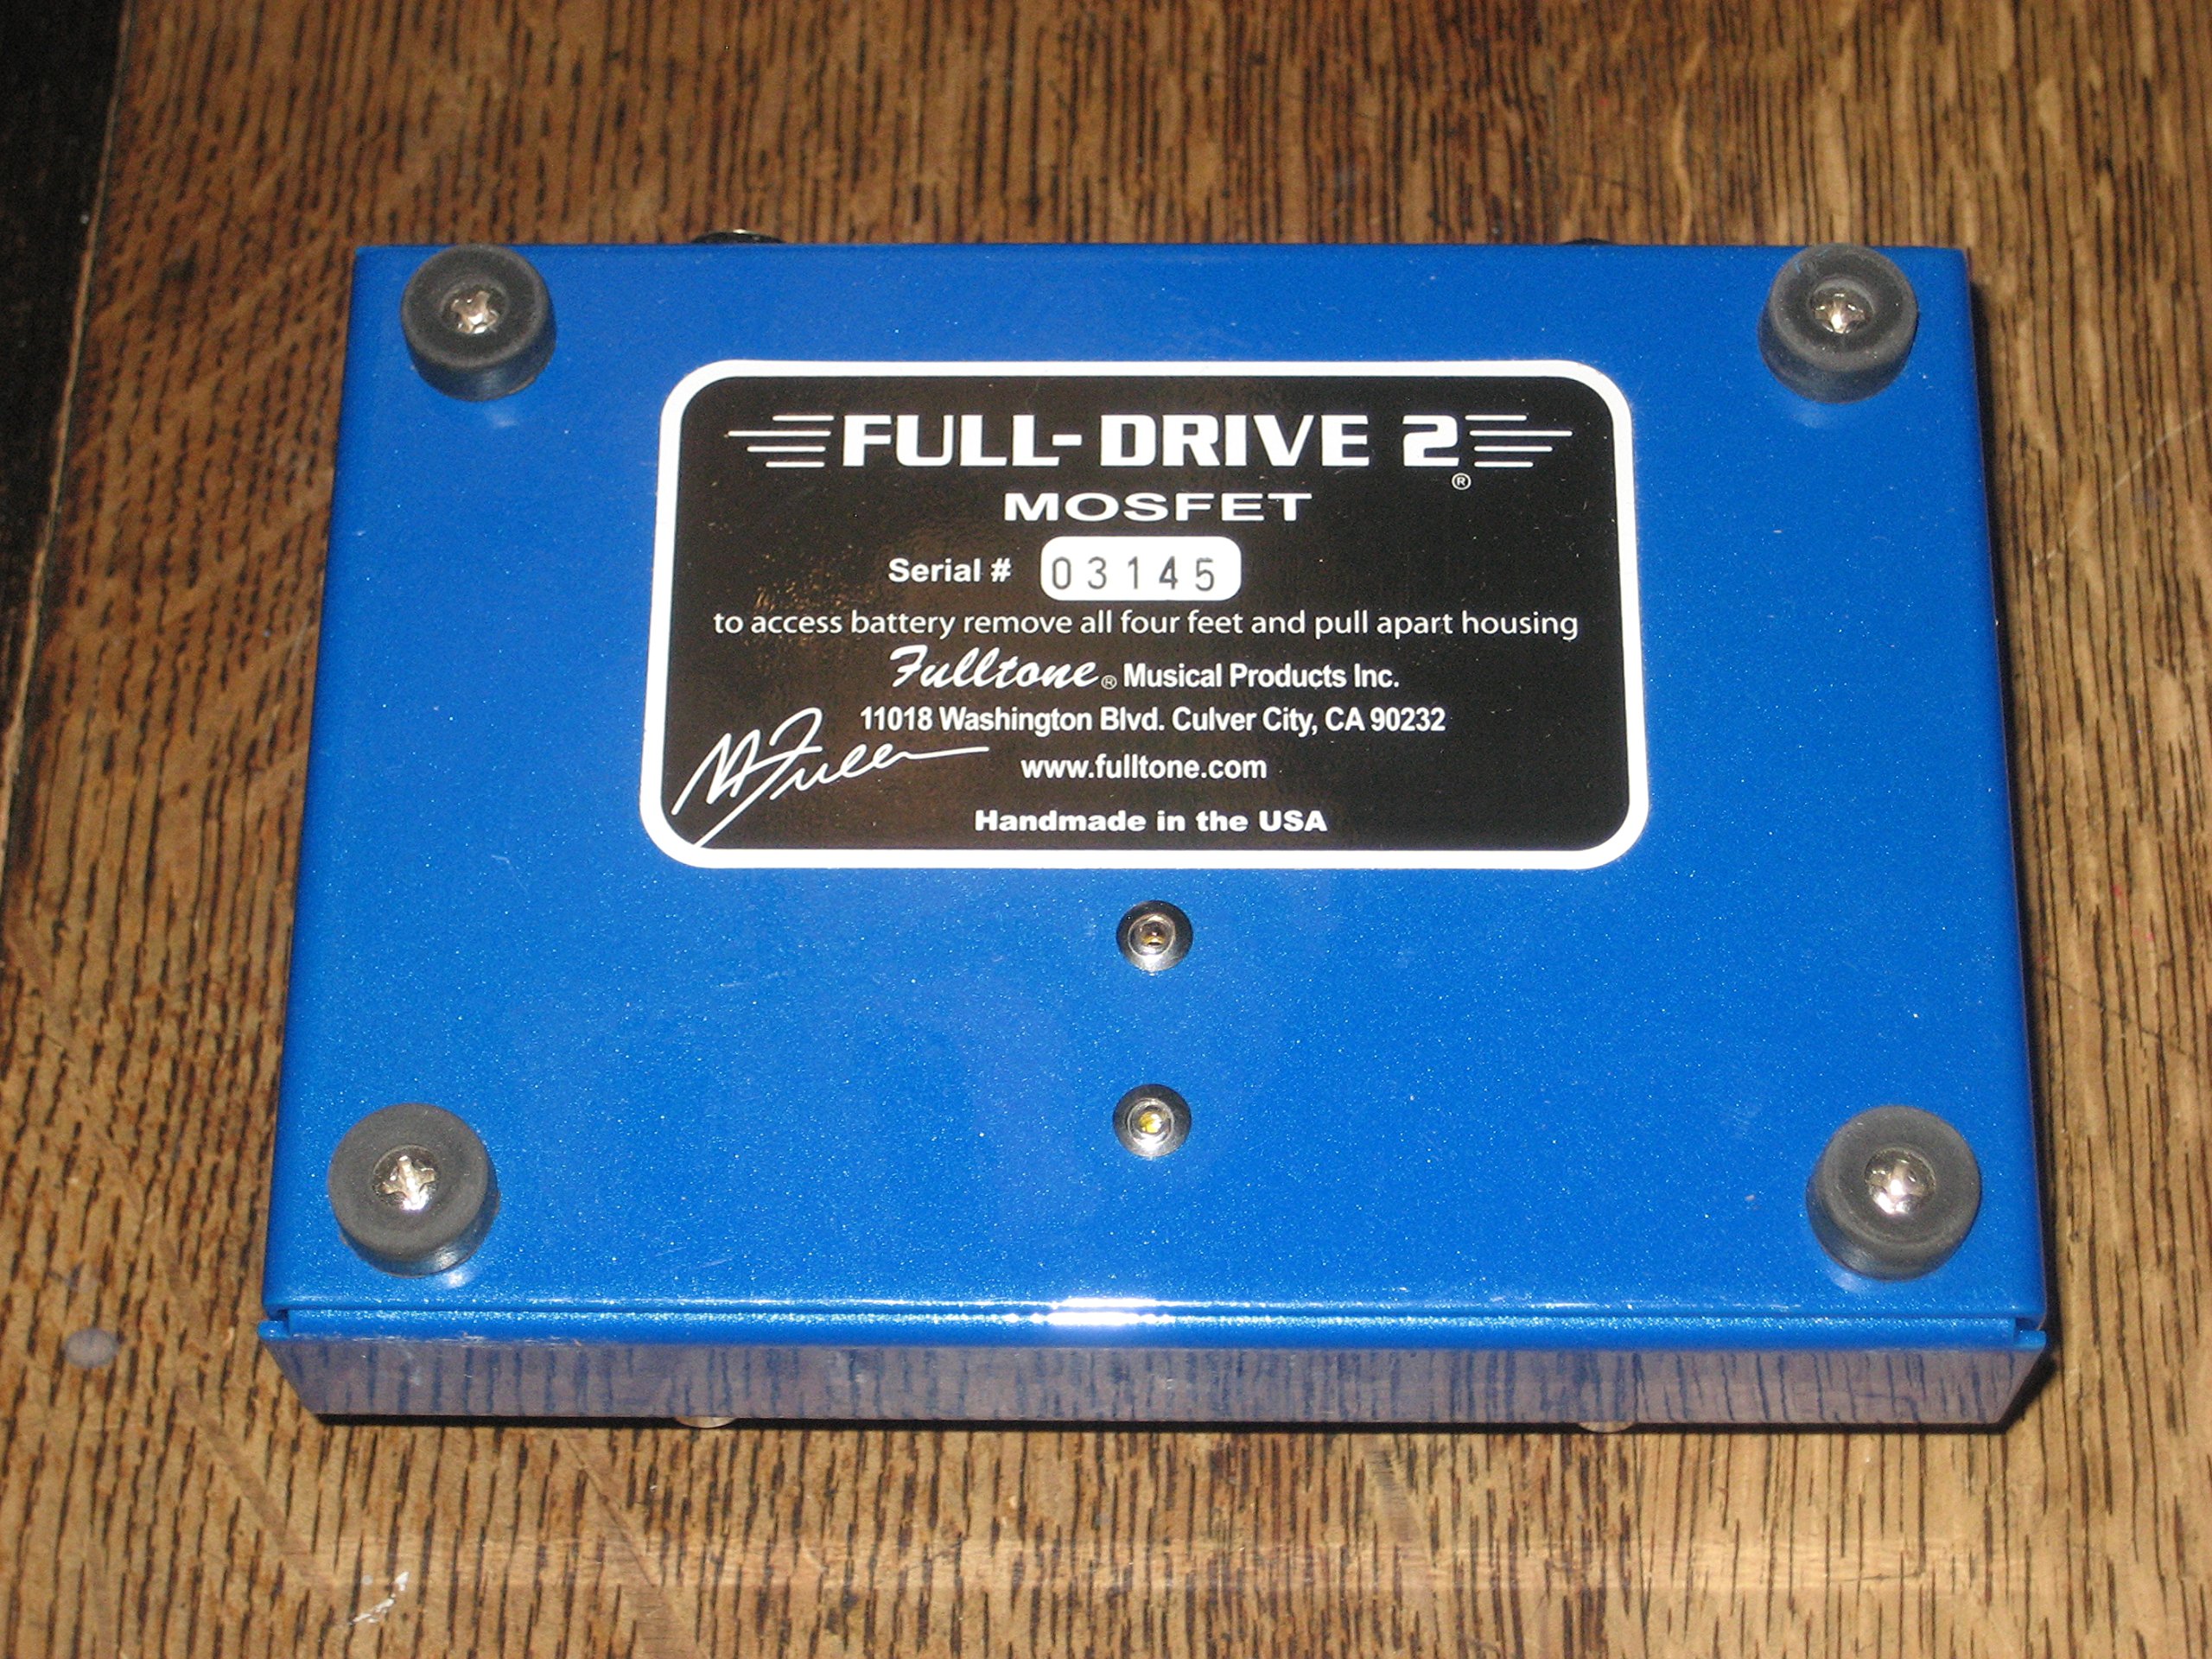 FULL-DRIVE 2®
MOSFET
Serial # 03145
to access battery remove all four feet and pull apart housing
Fulltone® Musical Products Inc.
11018 Washington Blvd. Culver City, CA 90232
M Fuller
www.fulltone.com
Handmade in the USA